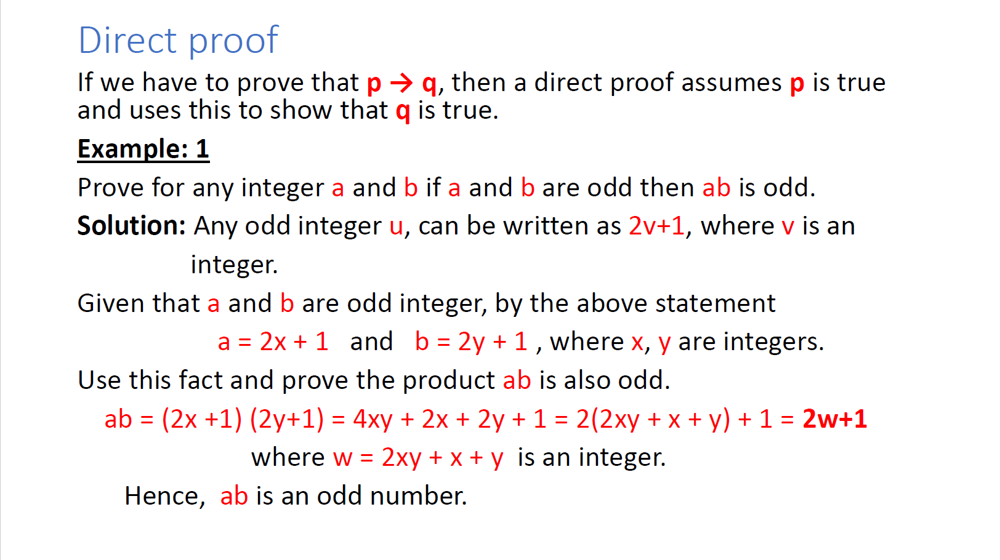 Direct proof
If we have to prove that p → q, then a direct proof assumes p is true
and uses this to show that q is true.
Example: 1
Prove for any integer a and b if a and b are odd then ab is odd.
Solution: Any odd integer u, can be written as 2v+1, where v is an
integer.
Given that a and b are odd integer, by the above statement
a = 2x + 1 and b = 2y + 1 , where x, y are integers.
Use this fact and prove the product ab is also odd.
ab = (2x +1) (2y+1) = 4xy + 2x + 2y + 1 = 2(2xy + x + y) + 1 = 2w+1
where w = 2xy + x + y is an integer.
Hence, ab is an odd number.